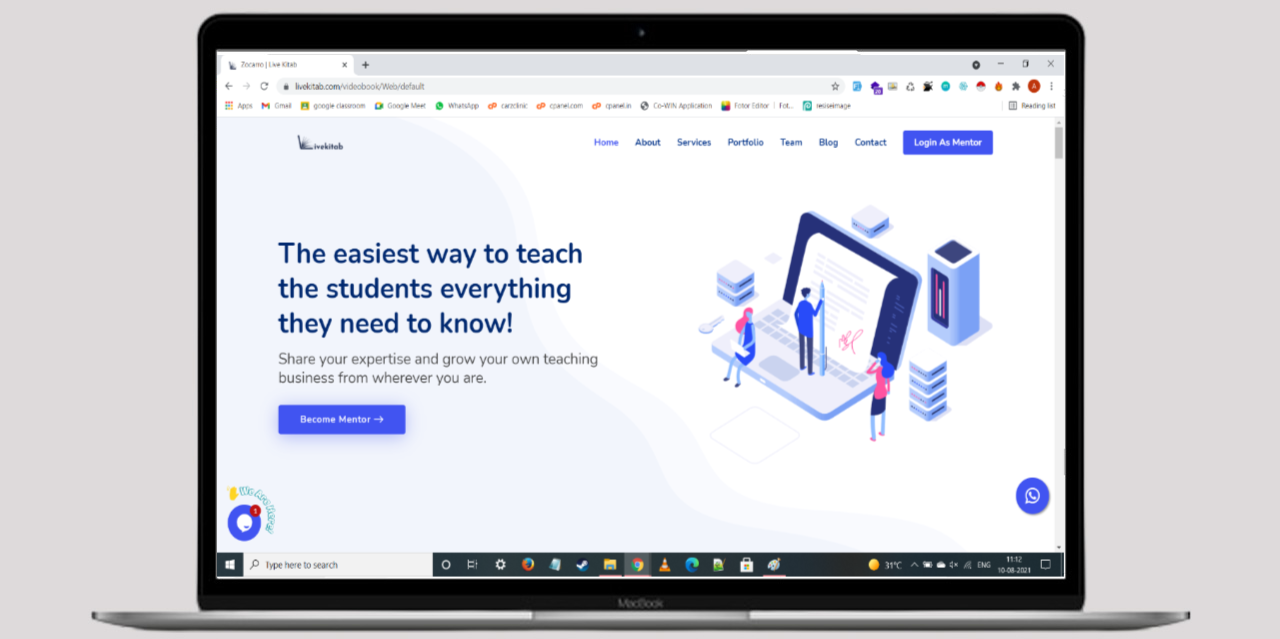 Zocarro | Live Kitab
livekitab.com/videobook/Web/default
Apps Gmail google classroom Google Meet WhatsApp carzclinic cpanel.com cpanel.in Co-WIN Application Fotor Editor | Fot... resiseimage Reading list
ivekitab
Home About Services Portfolio Team Blog Contact Login As Mentor
The easiest way to teach
the students everything
they need to know!
Share your expertise and grow your own teaching
business from wherever you are.
Become Mentor →
We Are Here!
1
Type here to search
31°C ENG
11:12
10-08-2021
MacBook